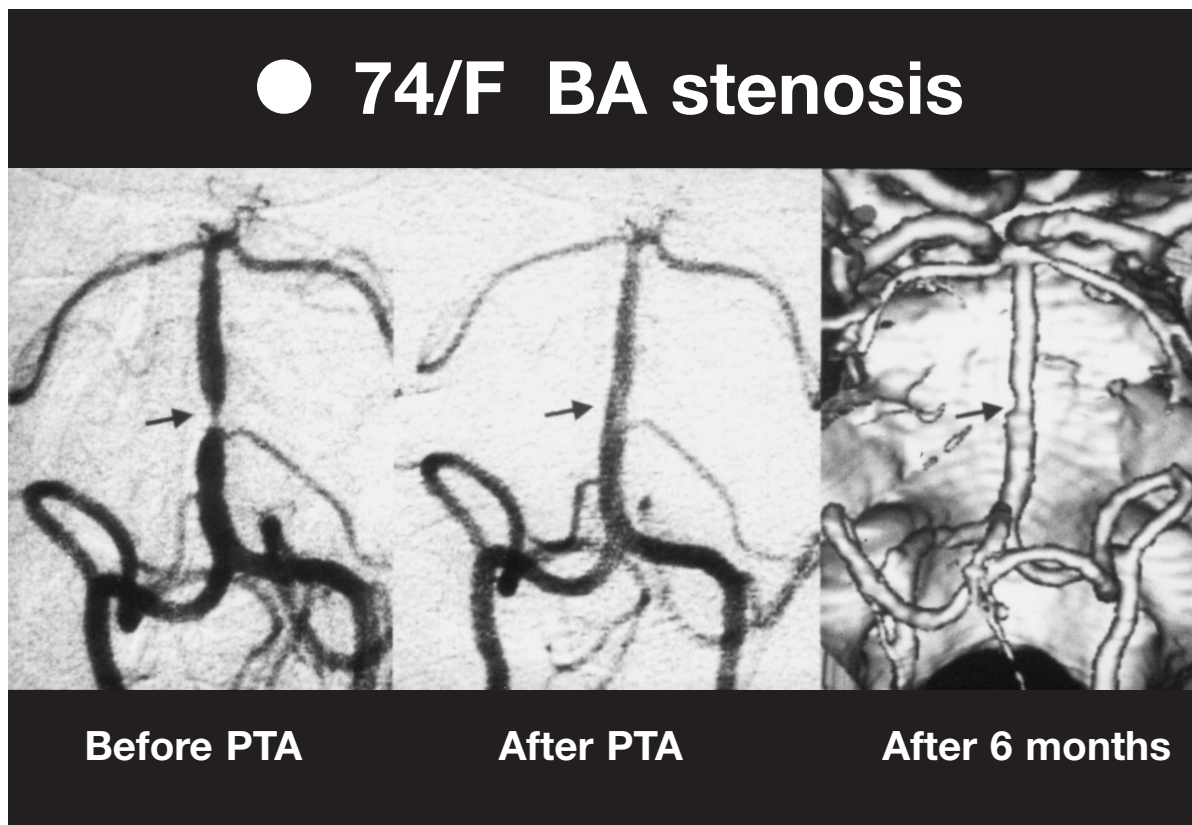 ● 74/F BA stenosis
Before PTA
After PTA
After 6 months